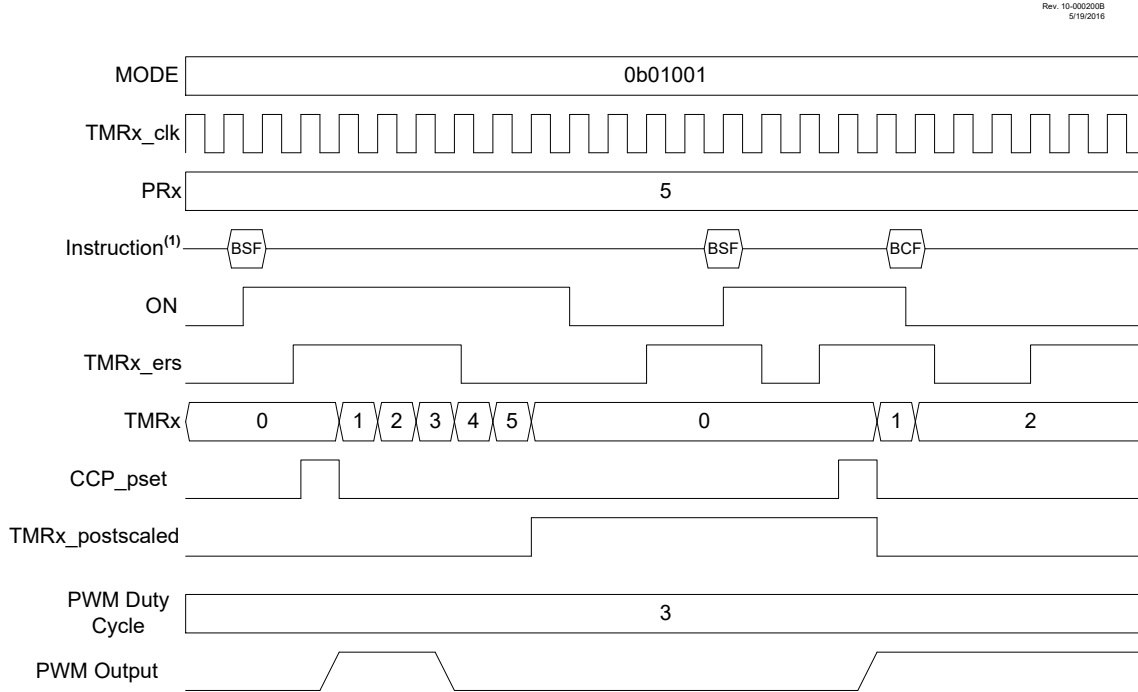 Rev. 10-000200B
5/19/2016
MODE 0b01001
TMRx_clk
PRx 5
Instruction(1) BSF BSF BCF
ON
TMRx_ers
TMRx 0 1 2 3 4 5 0 1 2
CCP_pset
TMRx_postscaled
PWM Duty
Cycle 3
PWM Output